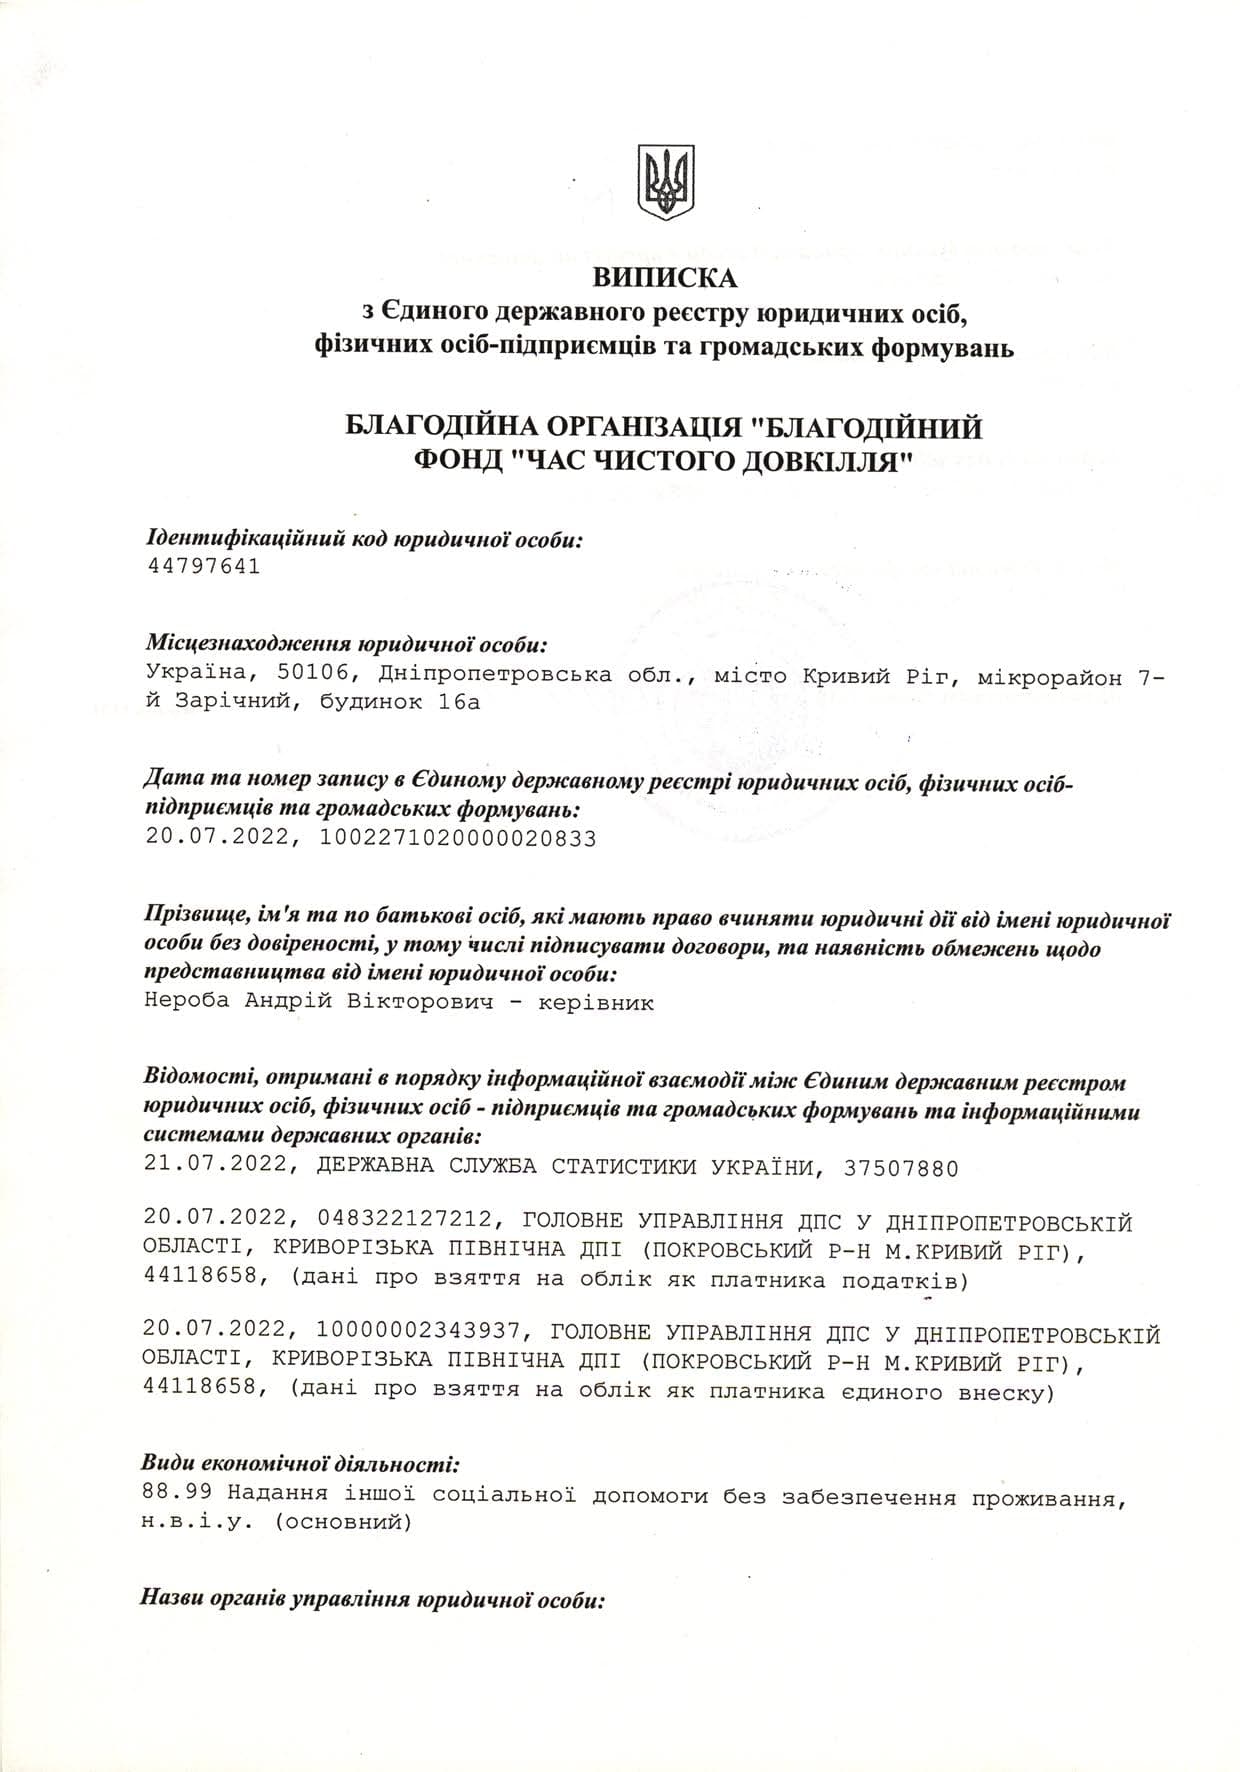 ВИПИСКА
з Єдиного державного реєстру юридичних осіб,
фізичних осіб-підприємців та громадських формувань
БЛАГОДІЙНА ОРГАНІЗАЦІЯ "БЛАГОДІЙНИЙ
ФОНД "ЧАС ЧИСТОГО ДОВКІЛЛЯ"
Ідентифікаційний код юридичної особи:
44797641
Місцезнаходження юридичної особи:
Україна, 50106, Дніпропетровська обл., місто Кривий Ріг, мікрорайон 7-
й Зарічний, будинок 16а
Дата та номер запису в Єдиному державному реєстрі юридичних осіб, фізичних осіб-
підприємців та громадських формувань:
20.07.2022, 1002271020000020833
Прізвище, ім'я та по батькові осіб, які мають право вчиняти юридичні дії від імені юридичної
особи без довіреності, у тому числі підписувати договори, та наявність обмежень щодо
представництва від імені юридичної особи:
Нероба Андрій Вікторович - керівник
Відомості, отримані в порядку інформаційної взаємодії між Єдиним державним реєстром
юридичних осіб, фізичних осіб - підприємців та громадських формувань та інформаційними
системами державних органів:
21.07.2022, ДЕРЖАВНА СЛУЖБА СТАТИСТИКИ УКРАЇНИ, 37507880
20.07.2022, 048322127212, ГОЛОВНЕ УПРАВЛІННЯ ДПС У ДНІПРОПЕТРОВСЬКІЙ
ОБЛАСТІ, КРИВОРІЗЬКА ПІВНІЧНА ДПІ (ПОКРОВСЬКИЙ Р-Н М.КРИВИЙ РІГ),
44118658, (дані про взяття на облік як платника податків)
20.07.2022, 10000002343937, ГОЛОВНЕ УПРАВЛІННЯ ДПС У ДНІПРОПЕТРОВСЬКІЙ
ОБЛАСТІ, КРИВОРІЗЬКА ПІВНІЧНА ДПІ (ПОКРОВСЬКИЙ Р-Н М.КРИВИЙ РІГ),
44118658, (дані про взяття на облік як платника єдиного внеску)
Види економічної діяльності:
88.99 Надання іншої соціальної допомоги без забезпечення проживання,
н.в.і.у. (основний)
Назви органів управління юридичної особи: